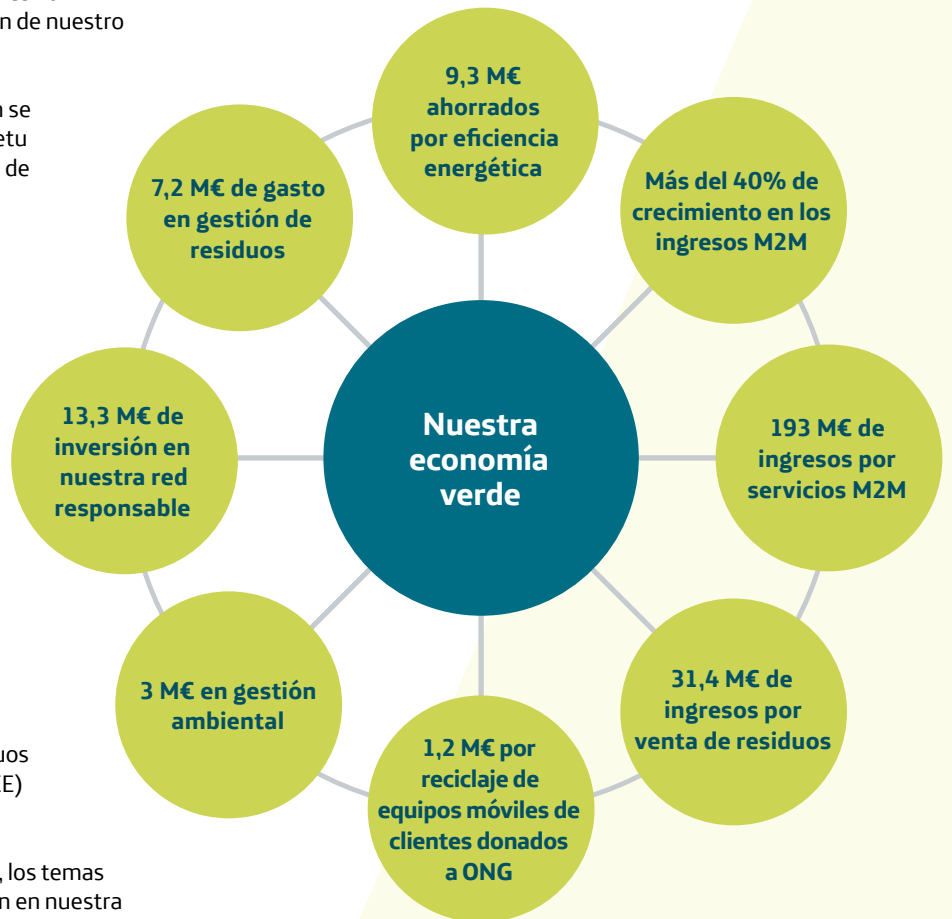 n de nuestro
n se
etu
de
uos
E)
, los temas
n en nuestra
9,3 M€
ahorrados
por eficiencia
energética
Más del 40% de
crecimiento en los
ingresos M2M
193 M€ de
ingresos por
servicios M2M
31,4 M€ de
ingresos por
venta de residuos
1,2 M€ por
reciclaje de
equipos móviles de
clientes donados
a ONG
3 M€ en gestión
ambiental
13,3 M€ de
inversión en
nuestra red
responsable
7,2 M€ de gasto
en gestión de
residuos
Nuestra
economía
verde